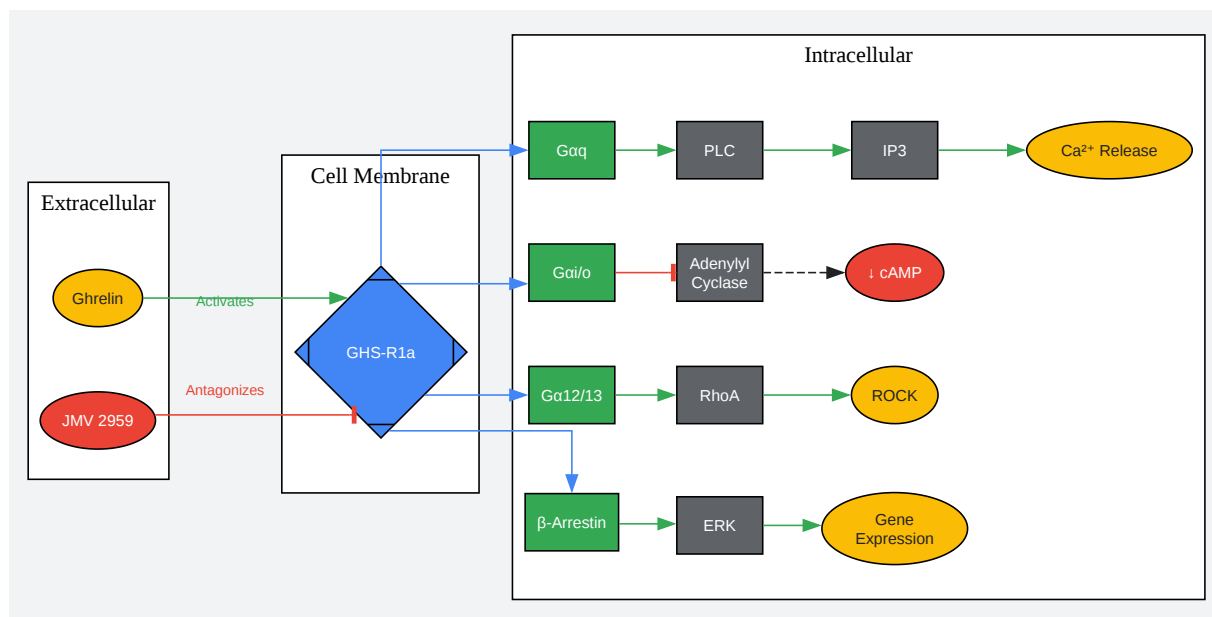 Intracellular
Gαq
PLC
IP3
Ca²⁺ Release
Cell Membrane
Extracellular
Gαi/o
Adenylyl
Cyclase
↓ cAMP
Ghrelin
Activates
GHS-R1a
Antagonizes
JMV 2959
Gα12/13
RhoA
ROCK
β-Arrestin
ERK
Gene
Expression